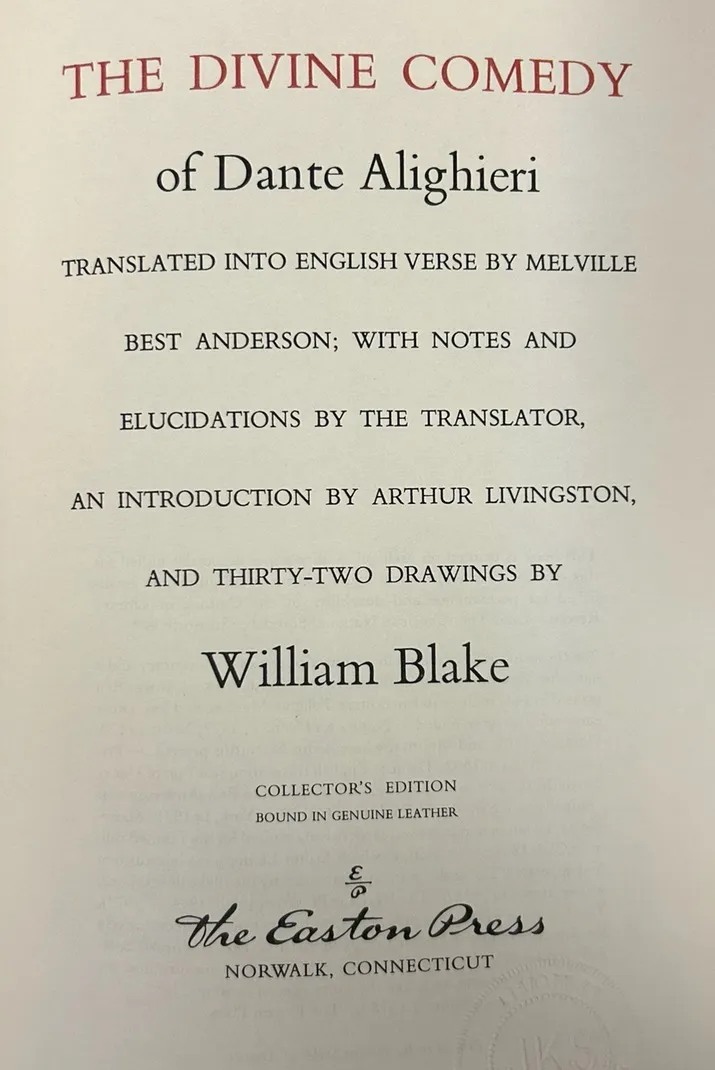 THE DIVINE COMEDY
of Dante Alighieri
TRANSLATED INTO ENGLISH VERSE BY MELVILLE
BEST ANDERSON; WITH NOTES AND
ELUCIDATIONS BY THE TRANSLATOR,
AN INTRODUCTION BY ARTHUR LIVINGSTON,
AND THIRTY-TWO DRAWINGS BY
William Blake
COLLECTOR'S EDITION
BOUND IN GENUINE LEATHER
E
P
The Easton Press
NORWALK, CONNECTICUT
JKS